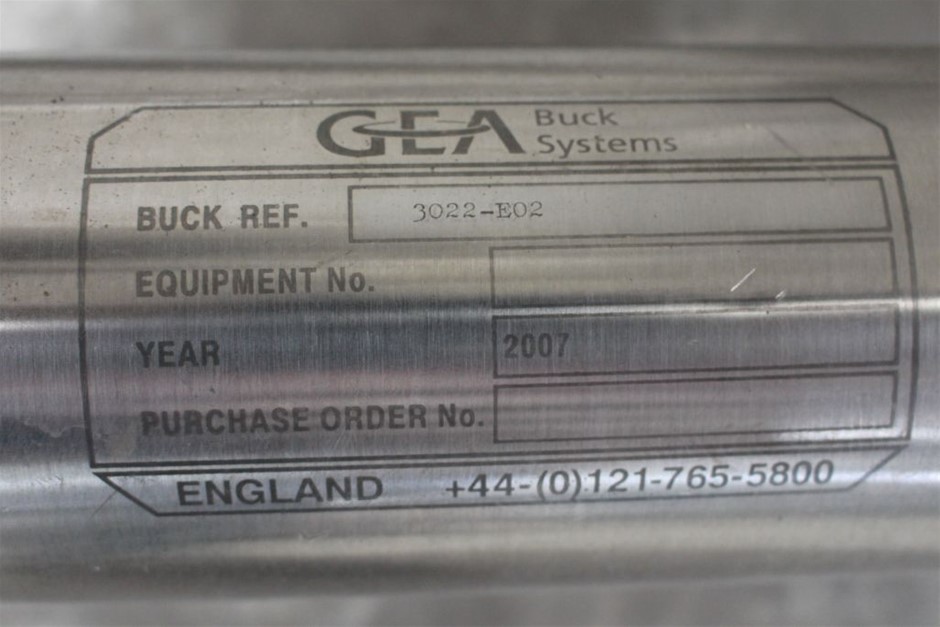 GEA Buck Systems
BUCK REF. 3022-E02
EQUIPMENT No.
YEAR 2007
PURCHASE ORDER No.
ENGLAND +44-(0)121-765-5800